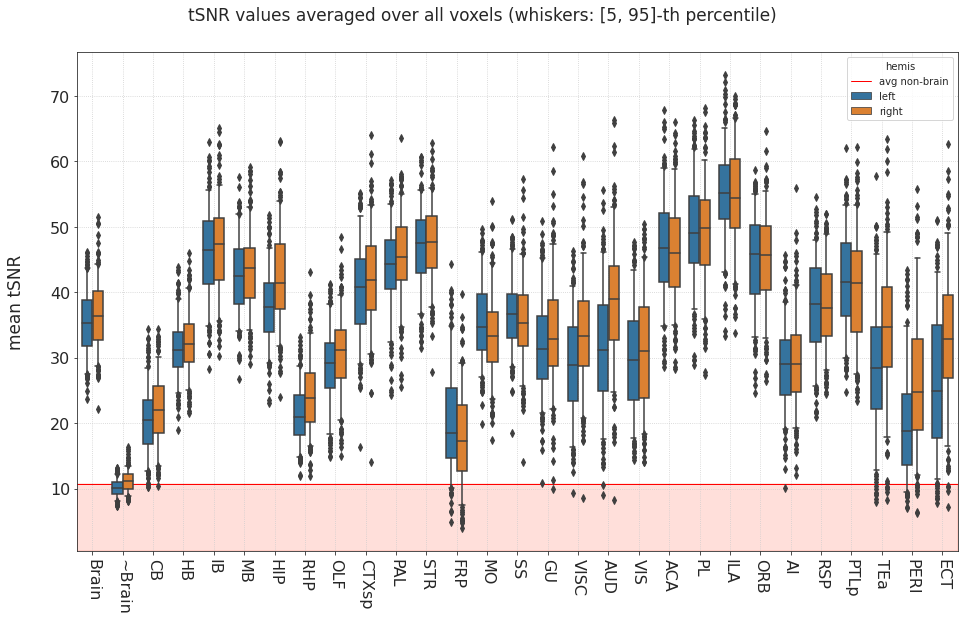 tSNR values averaged over all voxels (whiskers: [5, 95]-th percentile)
hemis
avg non-brain
left
right
mean tSNR
70
60
50
40
30
20
10
Brain
~Brain
CB
HB
IB
MB
HIP
RHP
OLF
CTXsp
PAL
STR
FRP
MO
SS
GU
VISC
AUD
VIS
ACA
PL
ILA
ORB
AI
RSP
PTLp
TEa
PERI
ECT